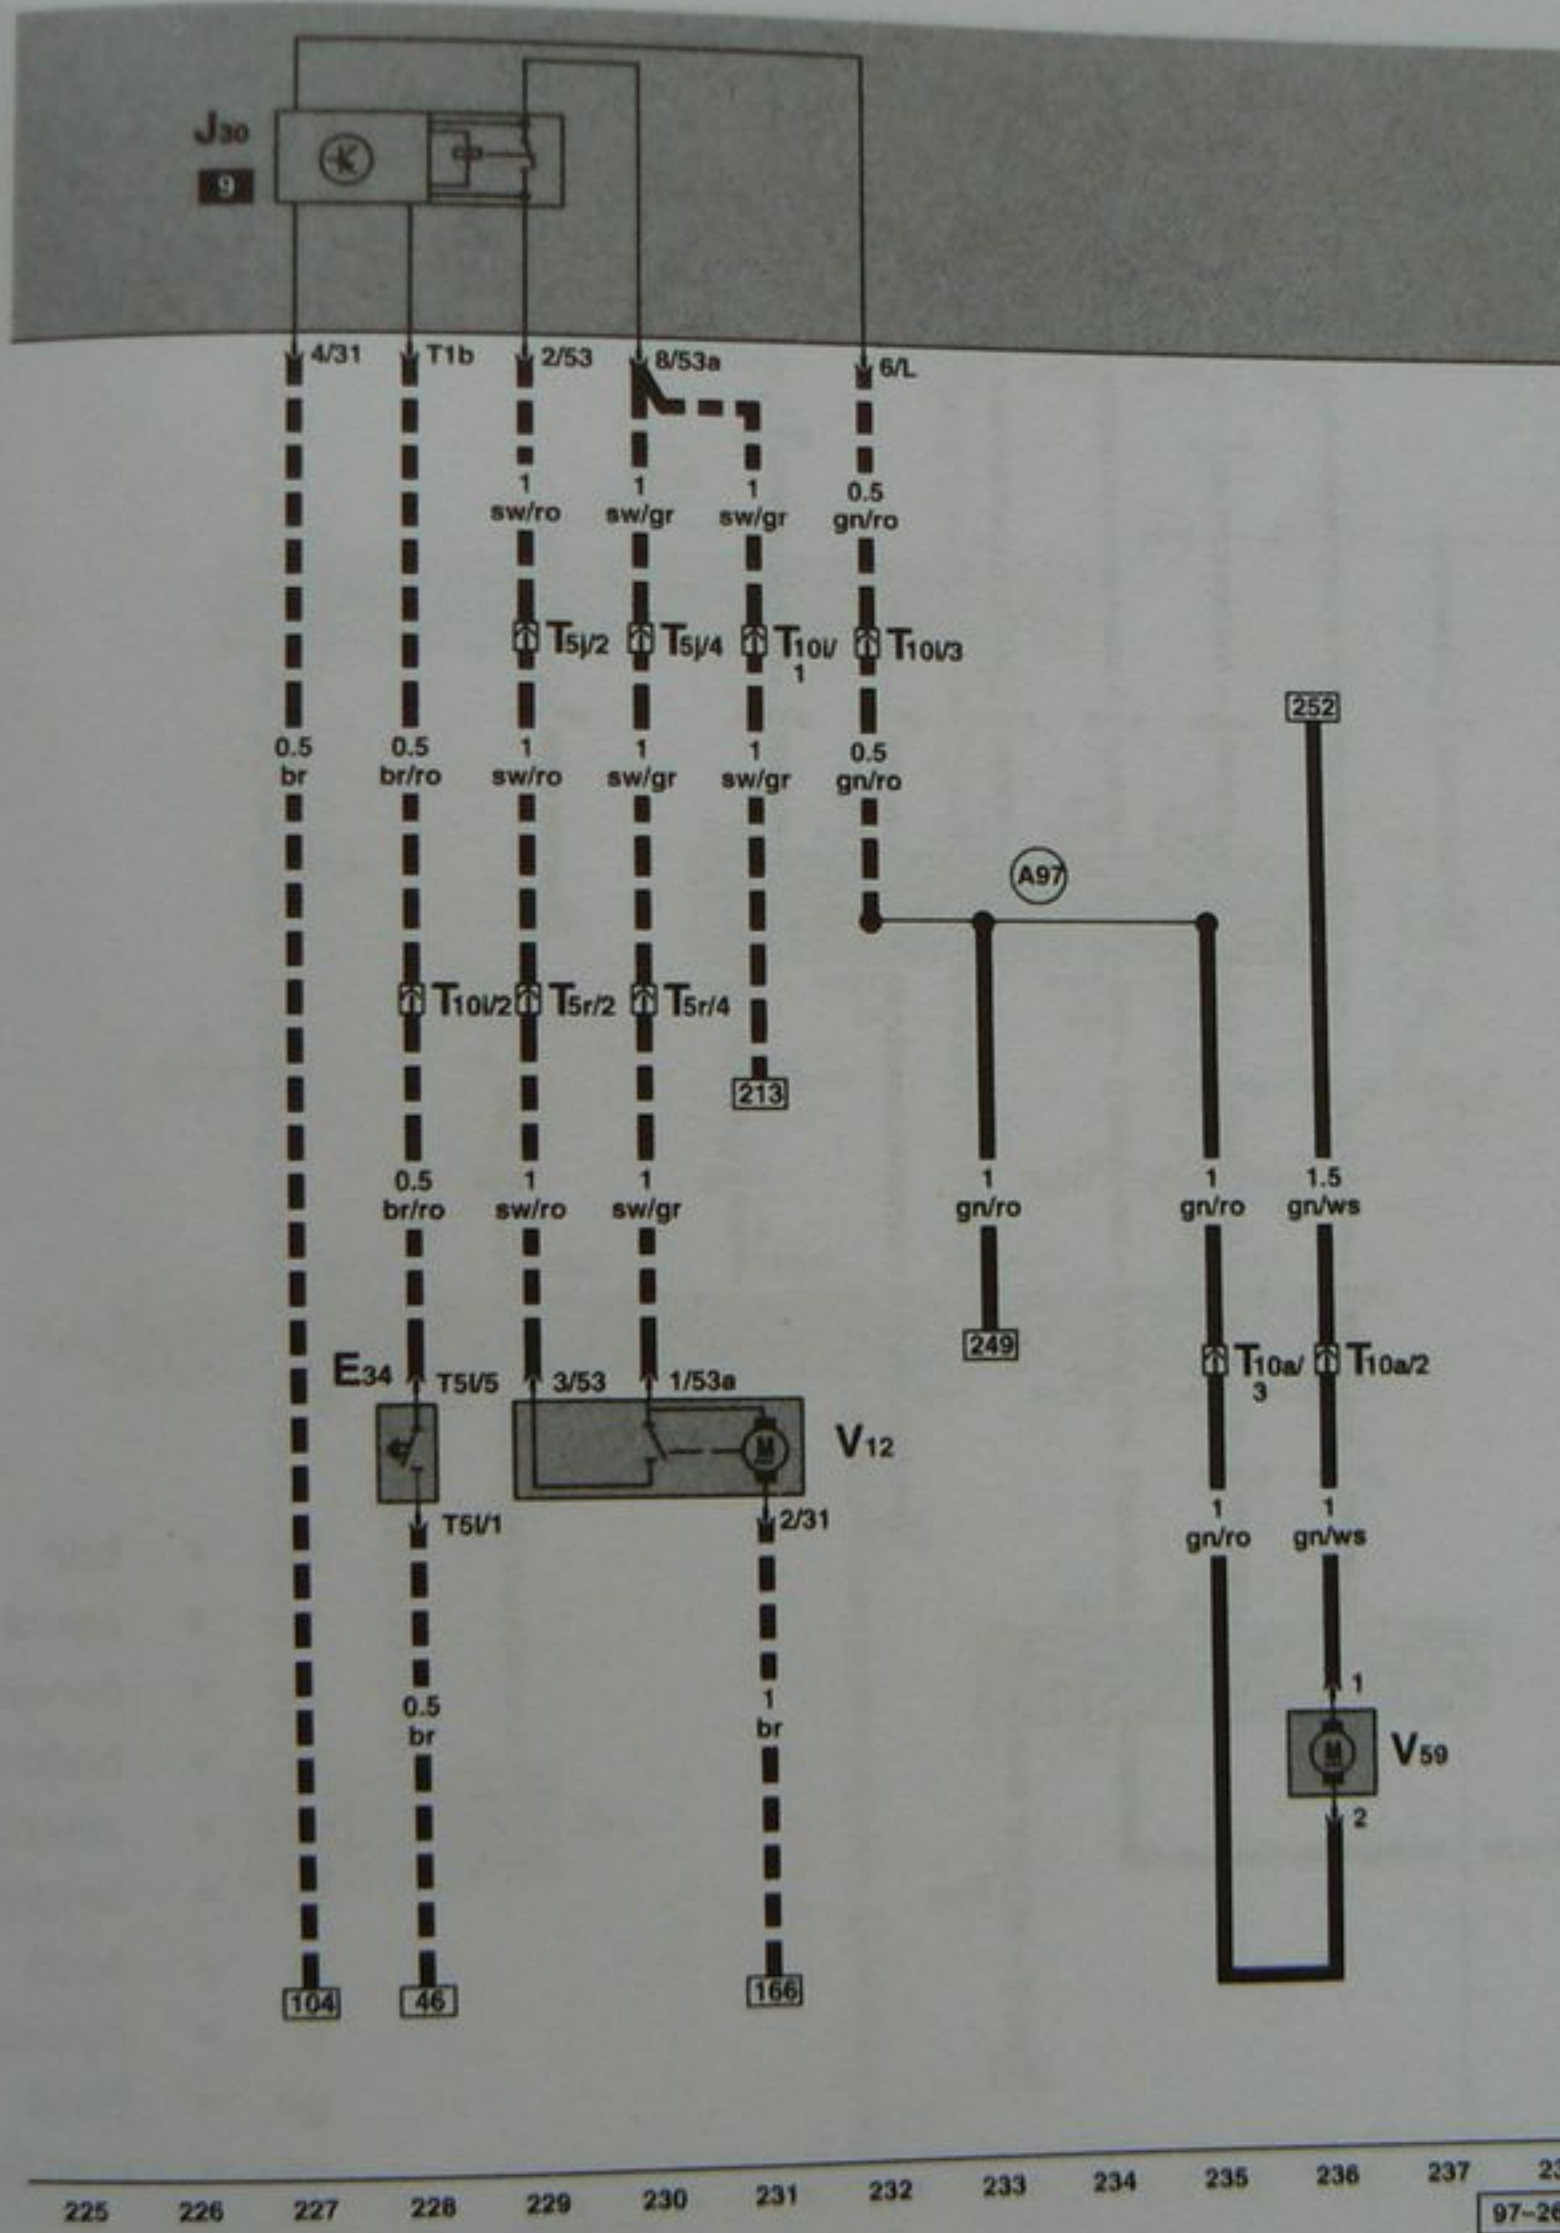 J30
9
4/31 T1b 2/53 8/53a 6/L
1 1 1 0.5
sw/ro sw/gr sw/gr gn/ro
T5j/2 T5j/4 T10l/ T10l/3
1
252
0.5 0.5 1 1 1 0.5
br br/ro sw/ro sw/gr sw/gr gn/ro
A97
T10l/2 T5r/2 T5r/4
213
0.5 1 1 1 1 1.5
br/ro sw/ro sw/gr gn/ro gn/ro gn/ws
249
E34 T5l/5 3/53 1/53a T10a/ T10a/2
3
M V12
T5l/1 2/31
1 1
gn/ro gn/ws
0.5 1
br br
1
M V59
2
104 46 166
225 226 227 228 229 230 231 232 233 234 235 236 237
97-26